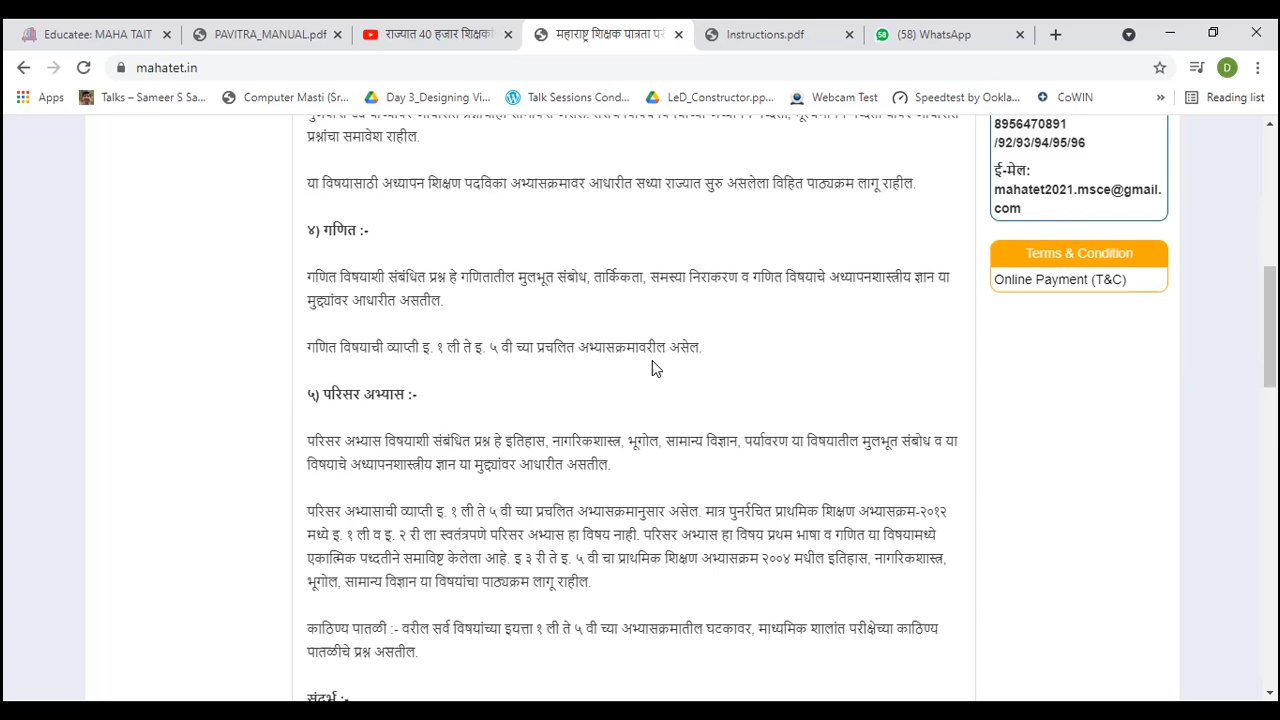 Educatee: MAHA TAIT
PAVITRA_MANUAL.pdf
राज्यात 40 हजार शिक्षक
महाराष्ट्र शिक्षक पात्रता परी
Instructions.pdf
(58) WhatsApp
mahatet.in
D
Apps
Talks – Sameer S Sa...
Computer Masti (Sr...
Day 3_Designing Vi...
Talk Sessions Cond...
LeD_Constructor.pp...
Webcam Test
Speedtest by Ookla...
CoWIN
Reading list
प्रश्नांचा समावेश राहील.
या विषयासाठी अध्यापन शिक्षण पदविका अभ्यासक्रमावर आधारीत सध्या राज्यात सुरु असलेला विहित पाठ्यक्रम लागू राहील.
४) गणित :-
गणित विषयाशी संबंधित प्रश्न हे गणितातील मुलभूत संबोध, तार्किकता, समस्या निराकरण व गणित विषयाचे अध्यापनशास्त्रीय ज्ञान या
मुद्द्यांवर आधारीत असतील.
गणित विषयाची व्याप्ती इ. १ ली ते इ. ५ वी च्या प्रचलित अभ्यासक्रमावरील असेल.
५) परिसर अभ्यास :-
परिसर अभ्यास विषयाशी संबंधित प्रश्न हे इतिहास, नागरिकशास्त्र, भूगोल, सामान्य विज्ञान, पर्यावरण या विषयातील मुलभूत संबोध व या
विषयाचे अध्यापनशास्त्रीय ज्ञान या मुद्द्यांवर आधारीत असतील.
परिसर अभ्यासाची व्याप्ती इ. १ ली ते ५ वी च्या प्रचलित अभ्यासक्रमानुसार असेल. मात्र पुनर्रचित प्राथमिक शिक्षण अभ्यासक्रम-२०१२
मध्ये इ. १ ली व इ. २ री ला स्वतंत्रपणे परिसर अभ्यास हा विषय नाही. परिसर अभ्यास हा विषय प्रथम भाषा व गणित या विषयामध्ये
एकात्मिक पध्दतीने समाविष्ट केलेला आहे. इ ३ री ते इ. ५ वी चा प्राथमिक शिक्षण अभ्यासक्रम २००४ मधील इतिहास, नागरिकशास्त्र,
भूगोल, सामान्य विज्ञान या विषयांचा पाठ्यक्रम लागू राहील.
काठिण्य पातळी :- वरील सर्व विषयांच्या इयत्ता १ ली ते ५ वी च्या अभ्यासक्रमातील घटकावर, माध्यमिक शालांत परीक्षेच्या काठिण्य
पातळीचे प्रश्न असतील.
संदर्भ :-
8956470891
/92/93/94/95/96
ई-मेल:
mahatet2021.msce@gmail.
com
Terms & Condition
Online Payment (T&C)